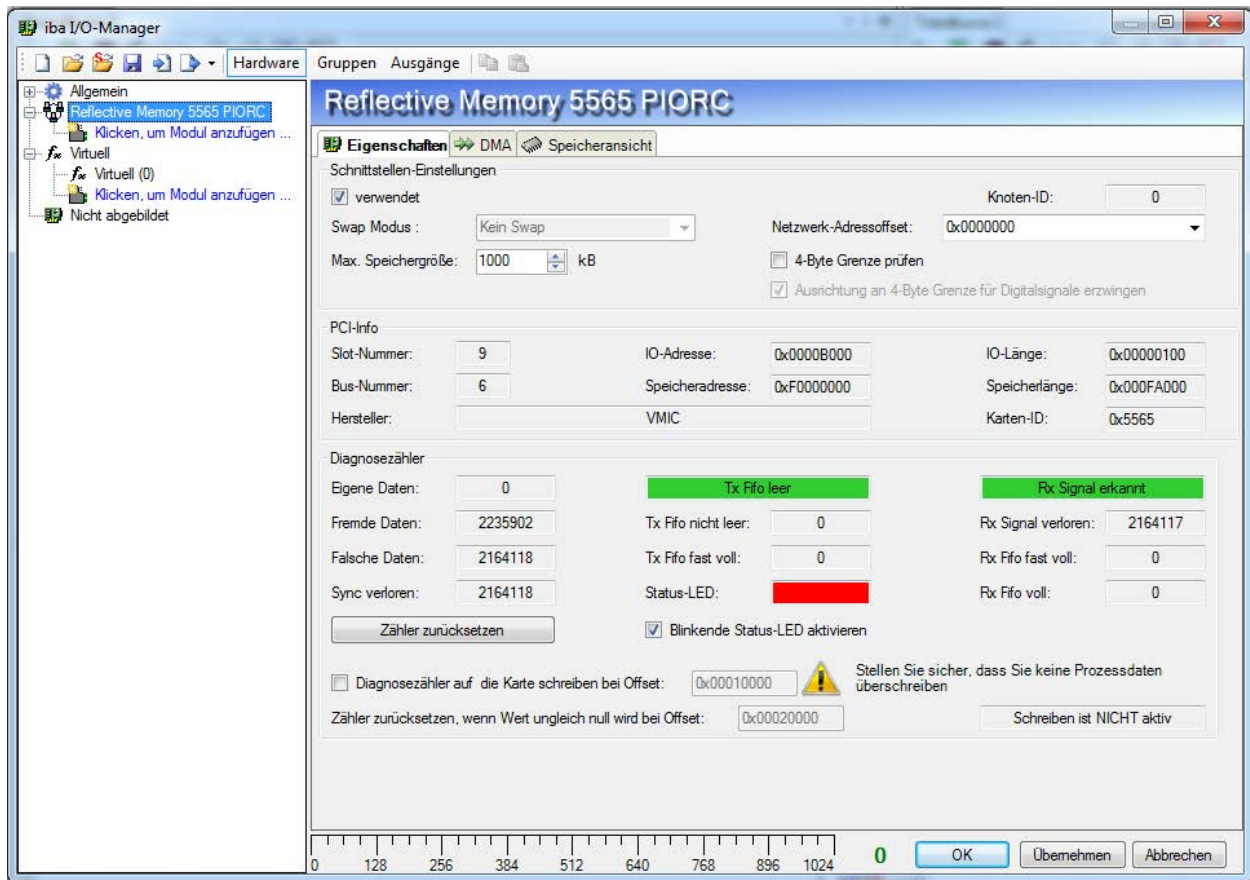 iba I/O-Manager
Hardware Gruppen Ausgänge
Allgemein
Reflective Memory 5565 PIORC
Klicken, um Modul anzufügen ...
Virtuell
Virtuell (0)
Klicken, um Modul anzufügen ...
Nicht abgebildet
Reflective Memory 5565 PIORC
Eigenschaften DMA Speicheransicht
Schnittstellen-Einstellungen
verwendet Knoten-ID: 0
Swap Modus : Kein Swap Netzwerk-Adressoffset: 0x0000000
Max. Speichergröße: 1000 kB 4-Byte Grenze prüfen
Ausrichtung an 4-Byte Grenze für Digitalsignale erzwingen
PCI-Info
Slot-Nummer: 9 IO-Adresse: 0x0000B000 IO-Länge: 0x00000100
Bus-Nummer: 6 Speicheradresse: 0xF0000000 Speicherlänge: 0x000FA000
Hersteller: VMIC Karten-ID: 0x5565
Diagnosezähler
Eigene Daten: 0 Tx Fifo leer Rx Signal erkannt
Fremde Daten: 2235902 Tx Fifo nicht leer: 0 Rx Signal verloren: 2164117
Falsche Daten: 2164118 Tx Fifo fast voll: 0 Rx Fifo fast voll: 0
Sync verloren: 2164118 Status-LED: Rx Fifo voll: 0
Zähler zurücksetzen Blinkende Status-LED aktivieren
Diagnosezähler auf die Karte schreiben bei Offset: 0x00010000 Stellen Sie sicher, dass Sie keine Prozessdaten
überschreiben
Zähler zurücksetzen, wenn Wert ungleich null wird bei Offset: 0x00020000 Schreiben ist NICHT aktiv
0 128 256 384 512 640 768 896 1024 0 OK Übernehmen Abbrechen